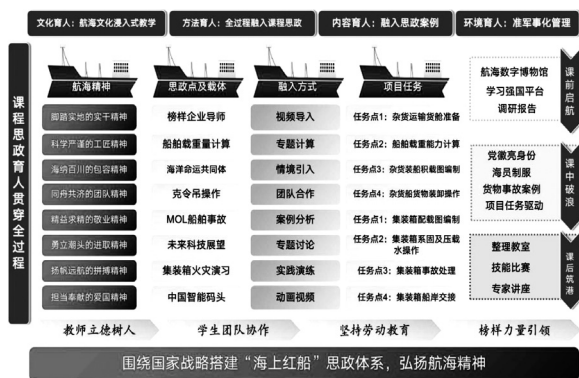 文化育人：航海文化浸入式教学
方法育人：全过程融入课程思政
内容育人：融入思政案例
环境育人：准军事化管理
课程思政育人贯穿全过程
航海精神
思政点及载体
融入方式
项目任务
脚踏实地的实干精神
榜样企业导师
视频导入
任务点1：杂货运输货舱准备
科学严谨的工匠精神
船舶载重量计算
专题计算
任务点2：船舶载重能力计算
海纳百川的包容精神
海洋命运共同体
情境引入
任务点3：杂货装船积载图编制
同舟共济的团队精神
克令吊操作
团队合作
任务点4：杂货船货物装卸操作
精益求精的敬业精神
MOL船舶事故
案例分析
任务点1：集装箱配载图编制
勇立潮头的进取精神
未来科技展望
专题讨论
任务点2：集装箱系固及压载
水操作
扬帆远航的拼搏精神
集装箱火灾演习
实践演练
任务点3：集装箱事故处理
担当奉献的爱国精神
中国智能码头
动画视频
任务点4：集装箱船岸交接
航海数字博物馆
学习强国平台
调研报告
课前启航
党徽亮身份
海员制服
货物事故案例
项目任务驱动
课中破浪
整理教室
技能比赛
专家讲座
课后筑港
教师立德树人
学生团队协作
坚持劳动教育
榜样力量引领
围绕国家战略搭建“海上红船”思政体系，弘扬航海精神